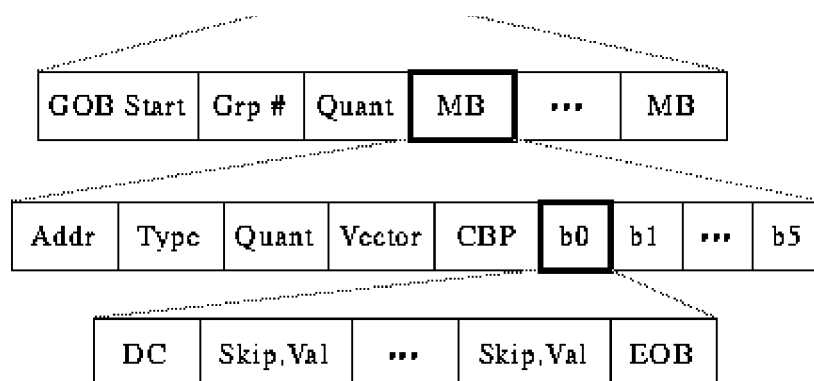 GOB Start Grp # Quant MB ... MB
Addr Type Quant Vector CBP b0 b1 ... b5
DC Skip,Val ... Skip,Val EOB